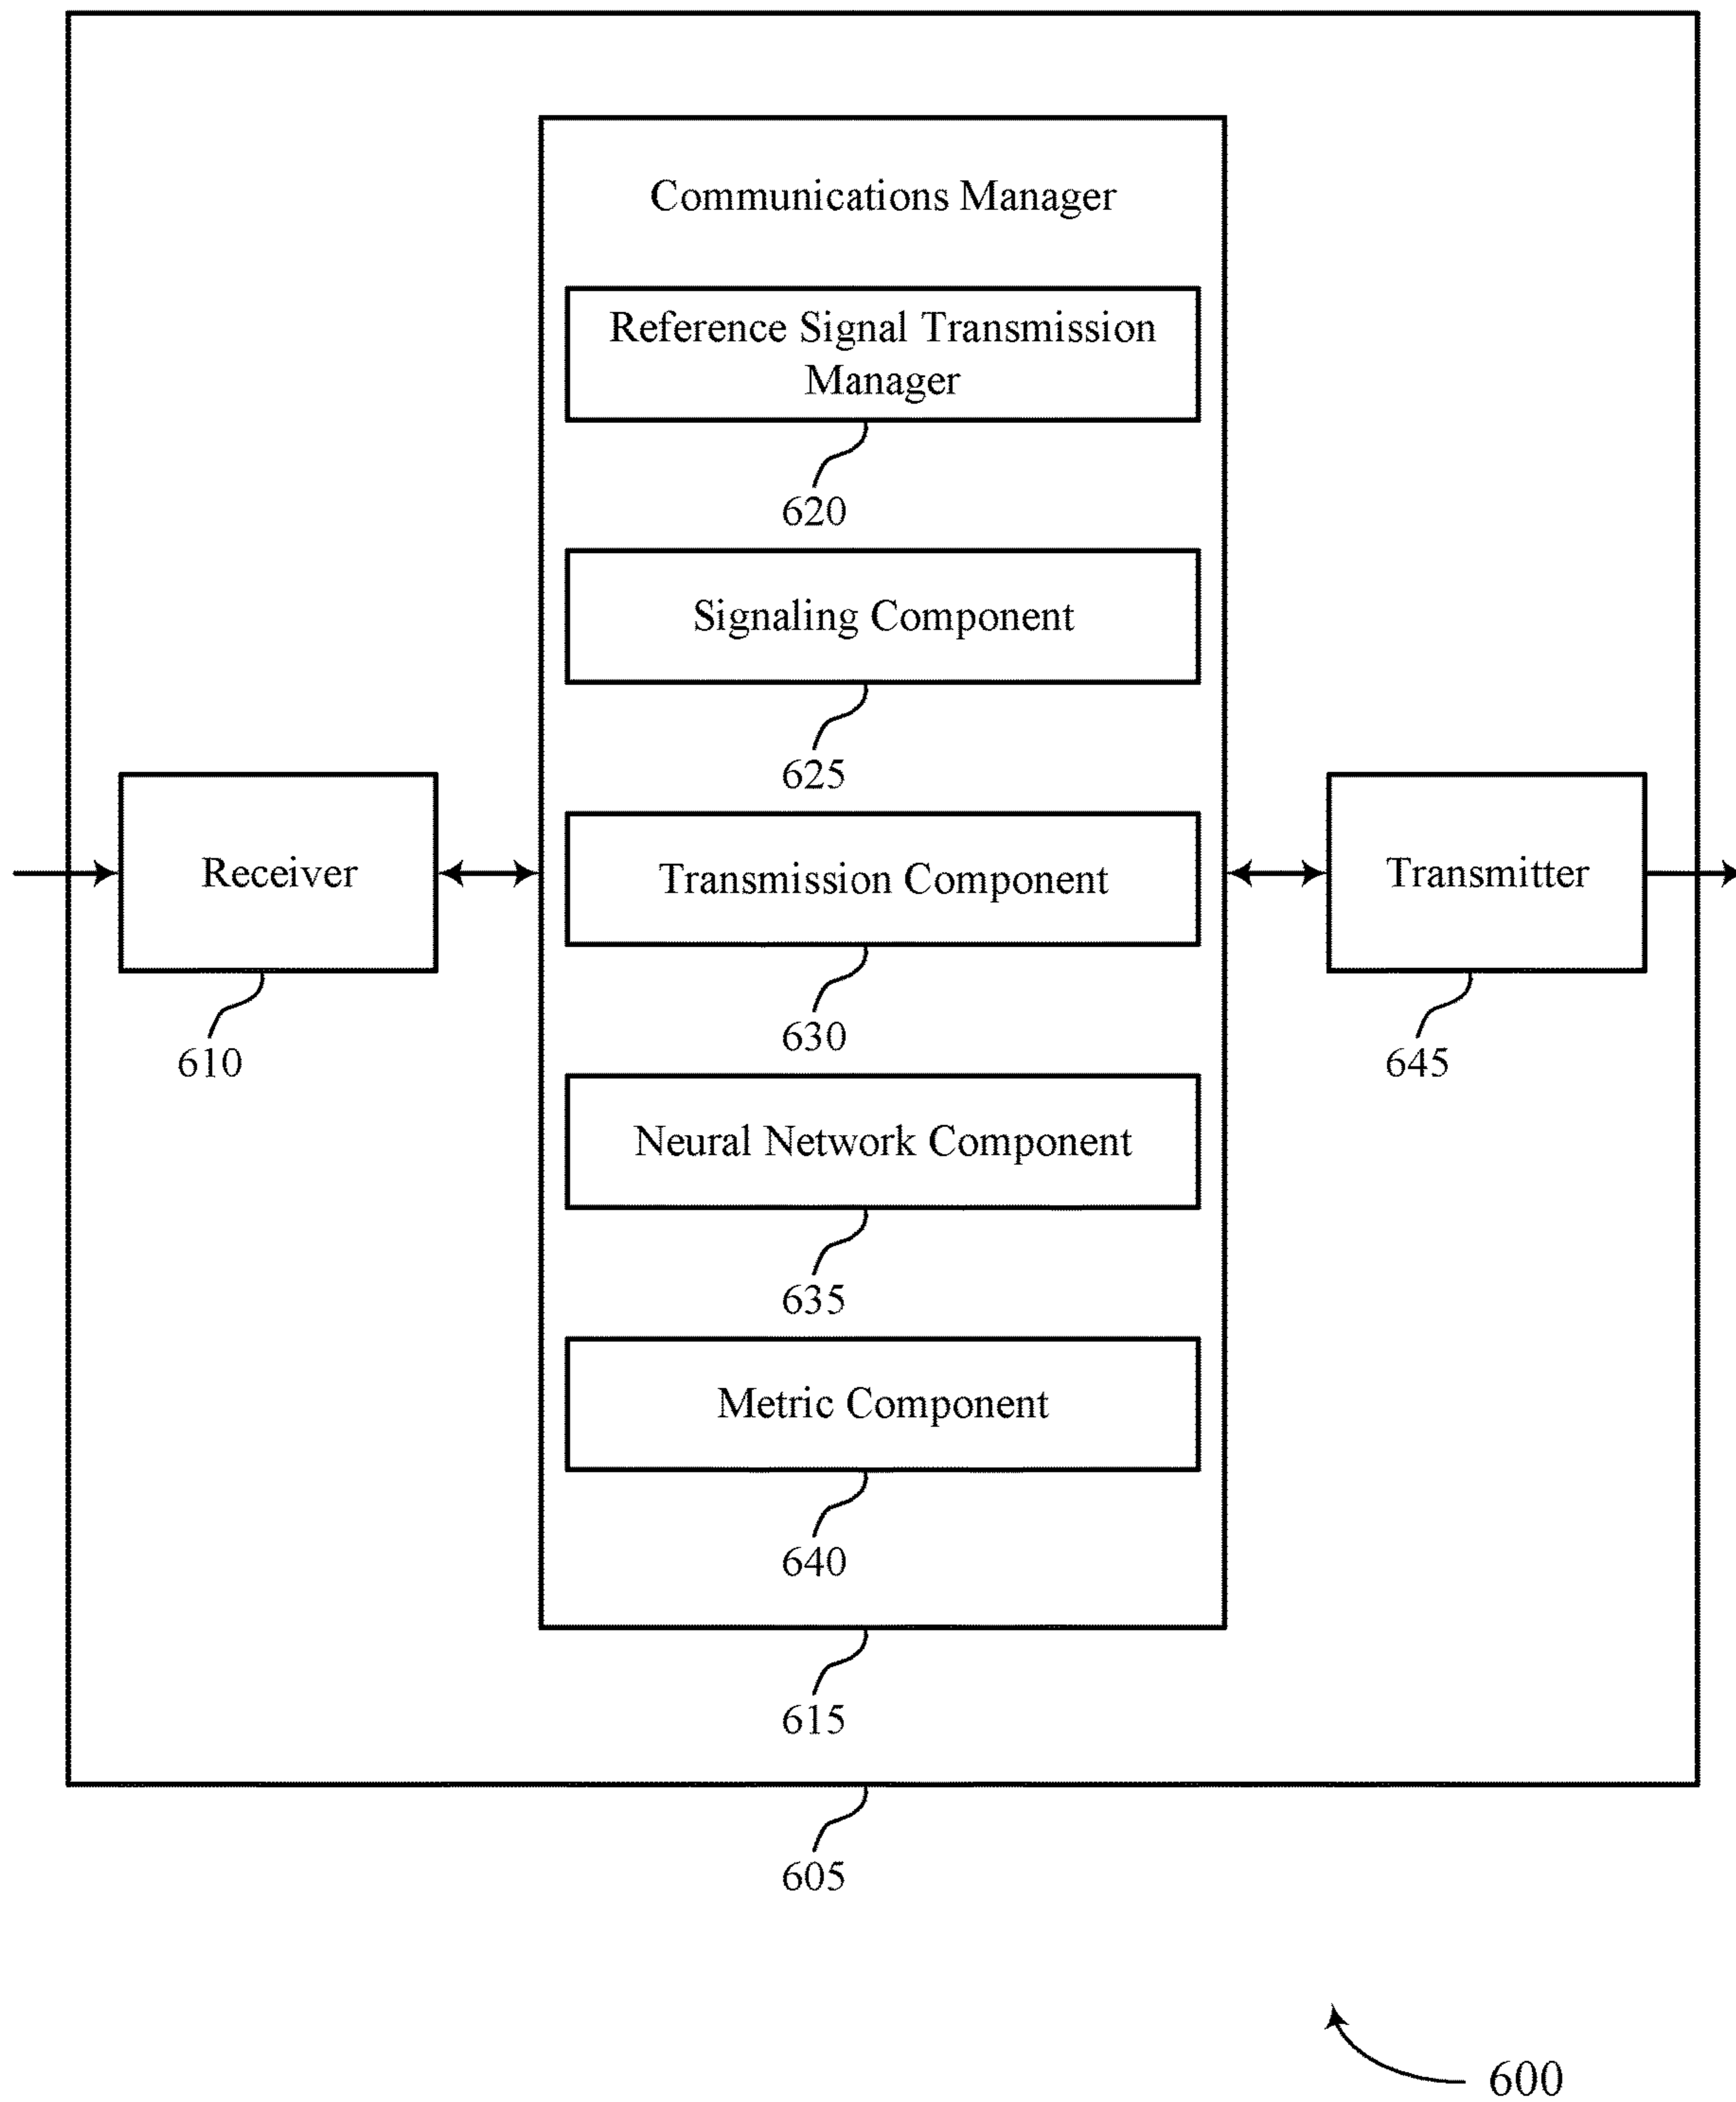 Communications Manager
Reference Signal Transmission
Manager
620
Signaling Component
625
Receiver
610
Transmission Component
630
Transmitter
645
Neural Network Component
635
Metric Component
640
615
605
600